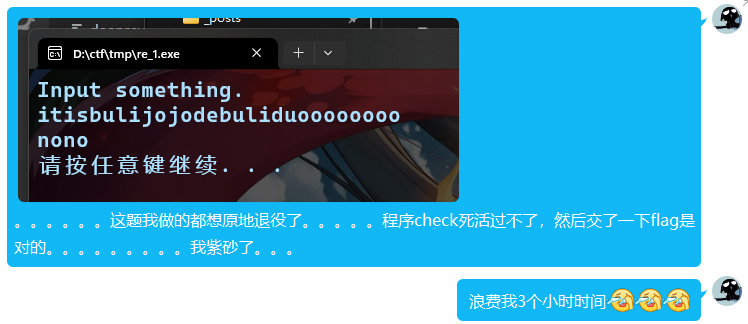 _posts
D:\ctf\tmp\re_1.exe
Input something.
itisbulijojodebuliduoooooooo
nono
请按任意键继续. . .
。。。。。。这题我做的都想原地退役了。。。。。程序check死活过不了，然后交了一下flag是
对的。。。。。。。。。我紫砂了。。。
浪费我3个小时时间🤣🤣🤣